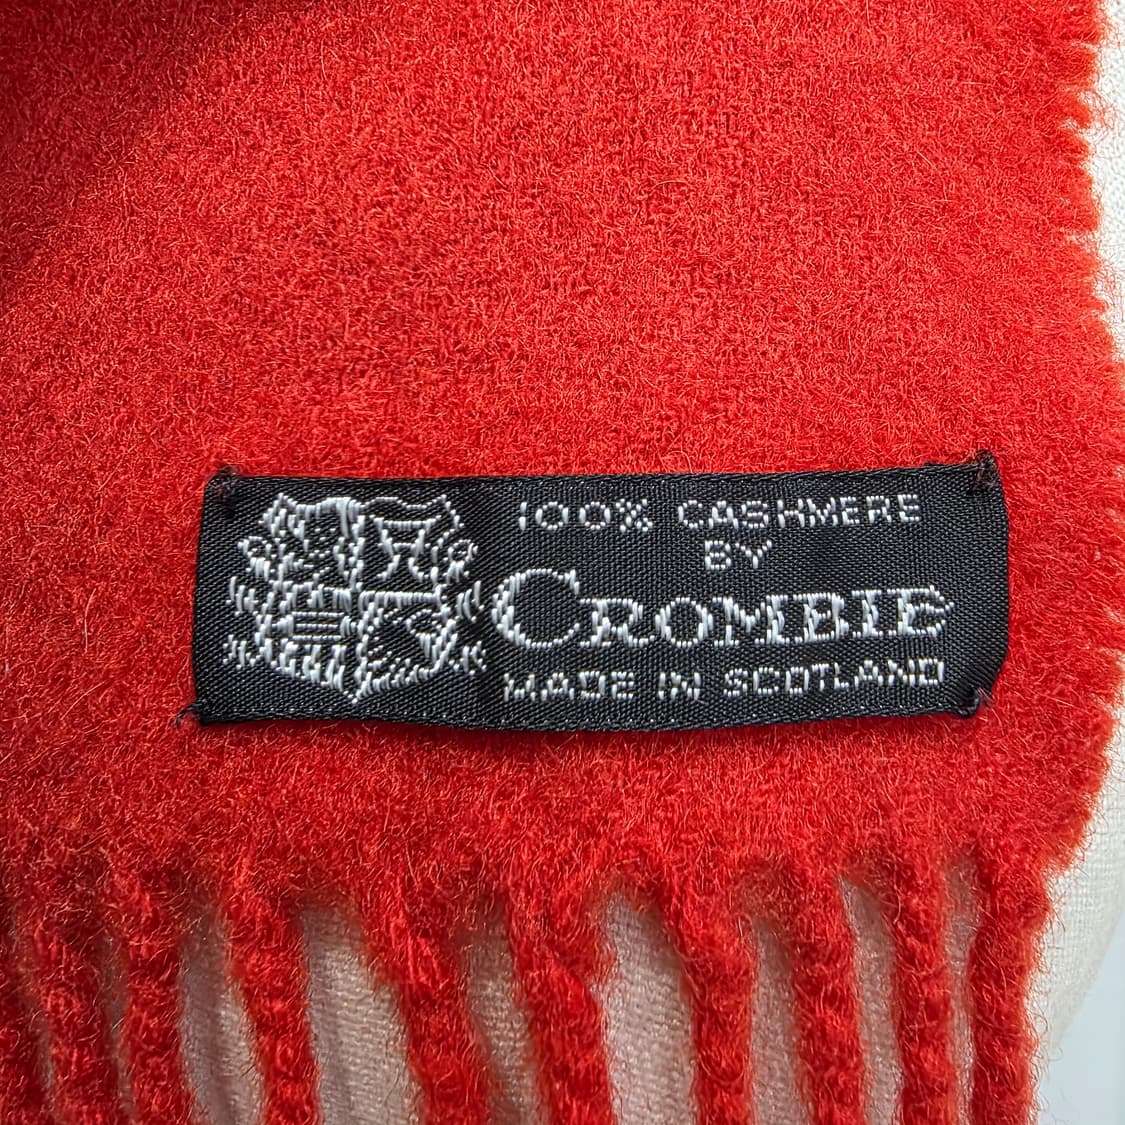 100% CASHMERE
BY
CROMBIE
MADE IN SCOTLAND